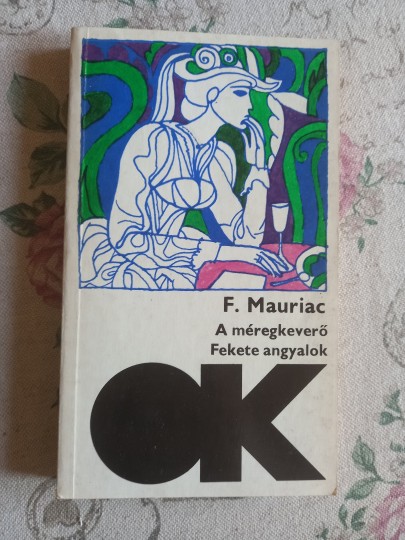 F. Mauriac
A méregkeverő
Fekete angyalok
OK